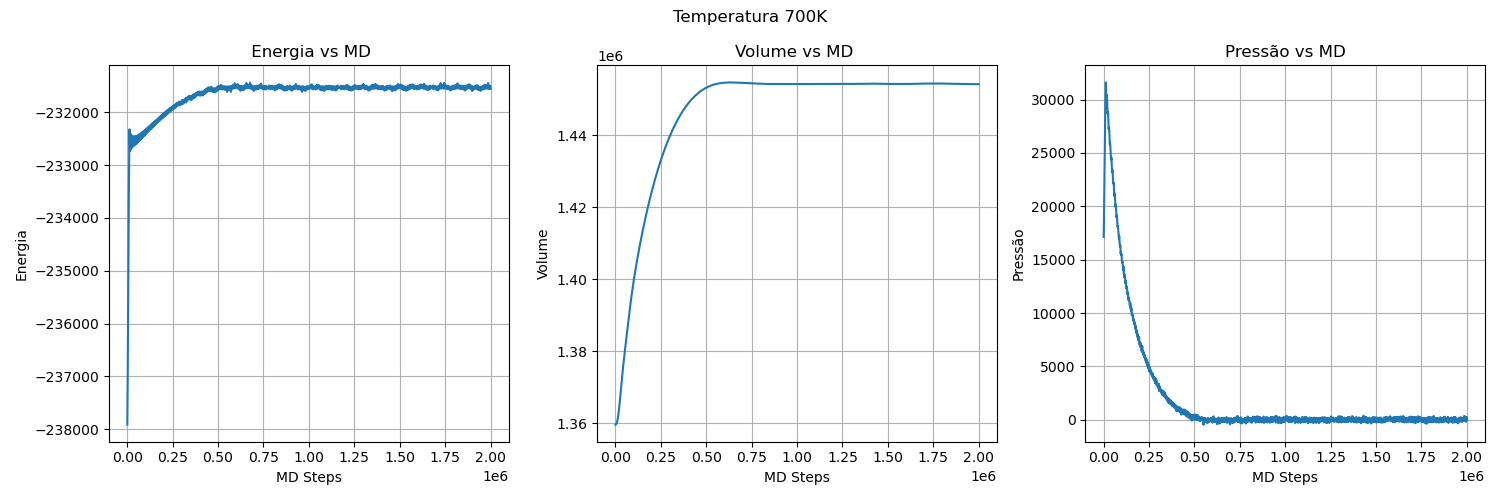 Temperatura 700K
Energia vs MD
Energia
−232000
−233000
−234000
−235000
−236000
−237000
−238000
0.00 0.25 0.50 0.75 1.00 1.25 1.50 1.75 2.00
MD Steps
1e6
1e6
Volume vs MD
Volume
1.44
1.42
1.40
1.38
1.36
0.00 0.25 0.50 0.75 1.00 1.25 1.50 1.75 2.00
MD Steps
1e6
Pressão vs MD
Pressão
30000
25000
20000
15000
10000
5000
0
0.00 0.25 0.50 0.75 1.00 1.25 1.50 1.75 2.00
MD Steps
1e6